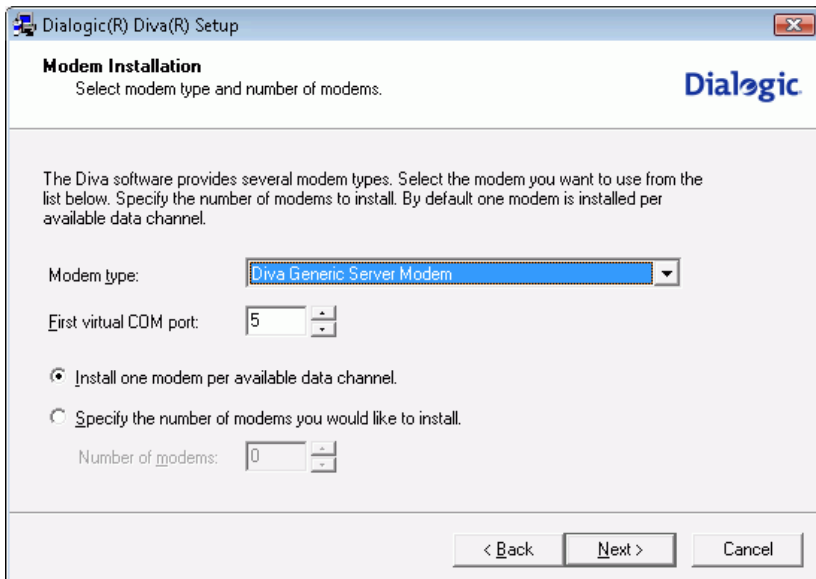 Dialogic(R) Diva(R) Setup
Modem Installation
Select modem type and number of modems.
Dialogic.
The Diva software provides several modem types. Select the modem you want to use from the
list below. Specify the number of modems to install. By default one modem is installed per
available data channel.
Modem type: Diva Generic Server Modem
First virtual COM port: 5
Install one modem per available data channel.
Specify the number of modems you would like to install.
Number of modems: 0
< Back Next > Cancel